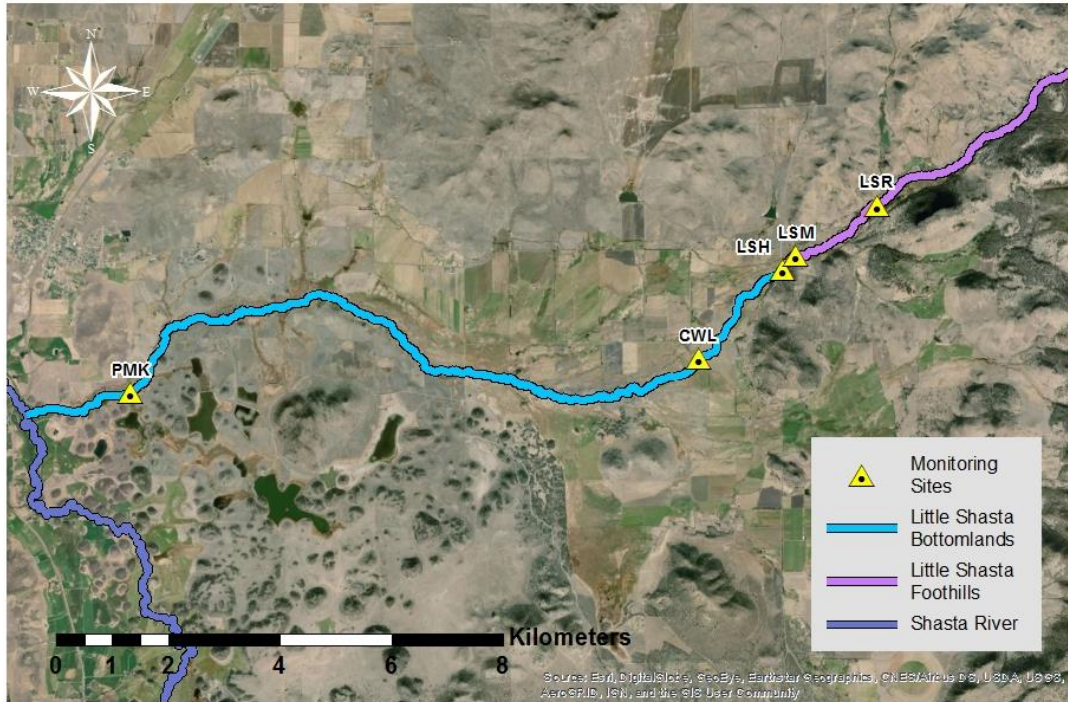 N
W E
S
LSR
LSM
LSH
CWL
PMK
Monitoring
Sites
Little Shasta
Bottomlands
Little Shasta
Foothills
Shasta River
Kilometers
0 1 2 4 6 8
Source: Esri, DigitalGlobe, GeoEye, Earthstar Geographics, CNES/Airbus DS, USDA, USGS,
AeroGRID, IGN, and the GIS User Community